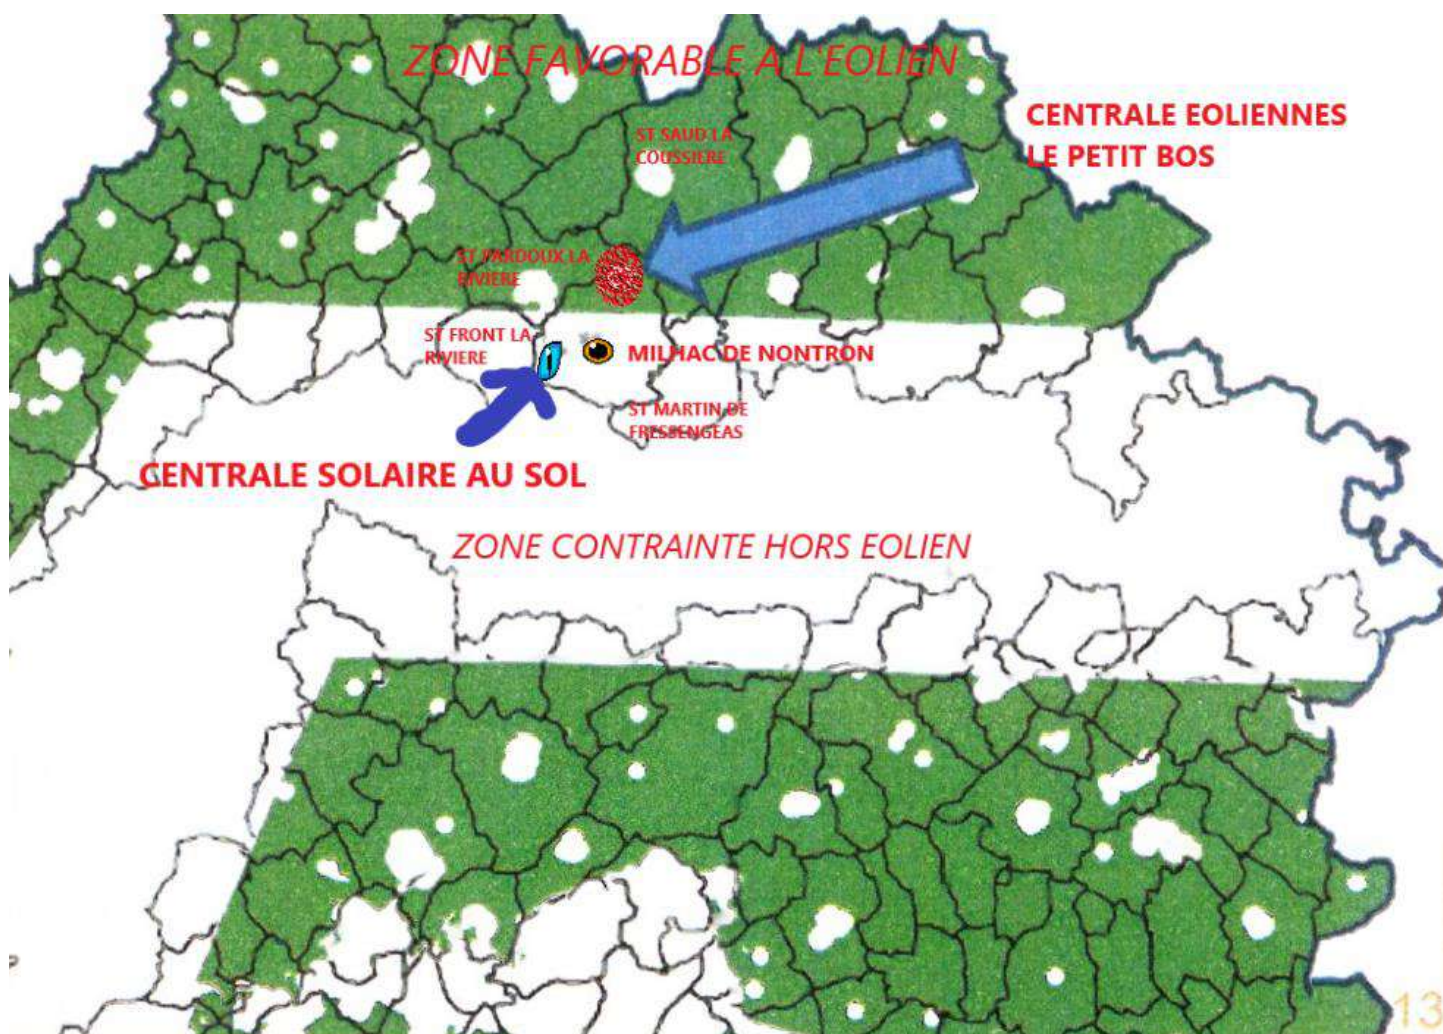 ZONE FAVORABLE A L'EOLIEN
CENTRALE EOLIENNES
LE PETIT BOS
ST SAUD LA
COUSSIERE
ST PARDOUX LA
RIVIERE
ST FRONT LA
RIVIERE
MILHAC DE NONTRON
ST MARTIN DE
FRESSENGEAS
CENTRALE SOLAIRE AU SOL
ZONE CONTRAINTE HORS EOLIEN
13